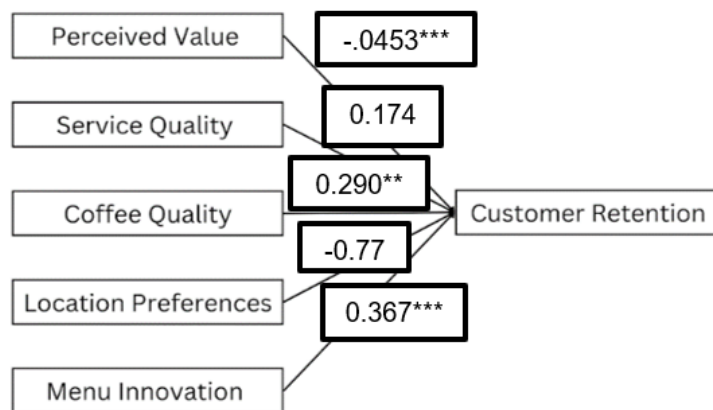 Perceived Value
-.0453***
Service Quality
0.174
Coffee Quality
0.290**
Customer Retention
Location Preferences
-0.77
Menu Innovation
0.367***